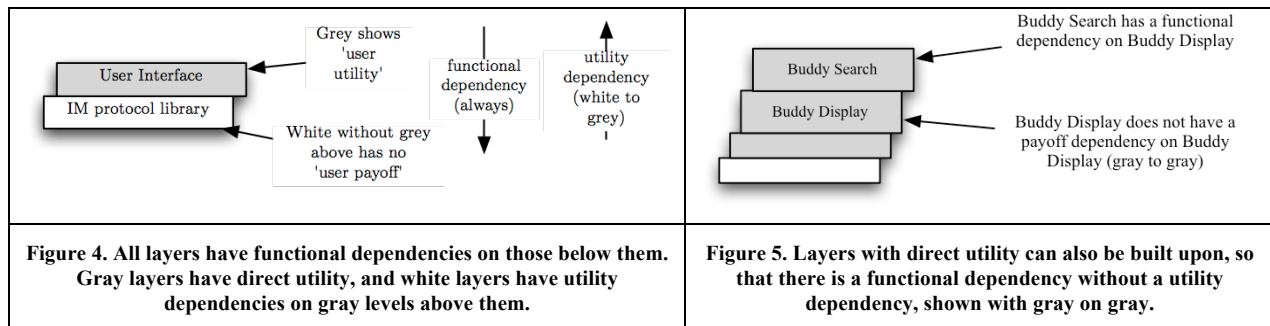 Grey shows
'user
utility'
User Interface
IM protocol library
White without grey
above has no
'user payoff'
functional
dependency
(always)
utility
dependency
(white to
grey)
Figure 4. All layers have functional dependencies on those below them.
Gray layers have direct utility, and white layers have utility
dependencies on gray levels above them.
Buddy Search has a functional
dependency on Buddy Display
Buddy Search
Buddy Display
Buddy Display does not have a
payoff dependency on Buddy
Display (gray to gray)
Figure 5. Layers with direct utility can also be built upon, so
that there is a functional dependency without a utility
dependency, shown with gray on gray.